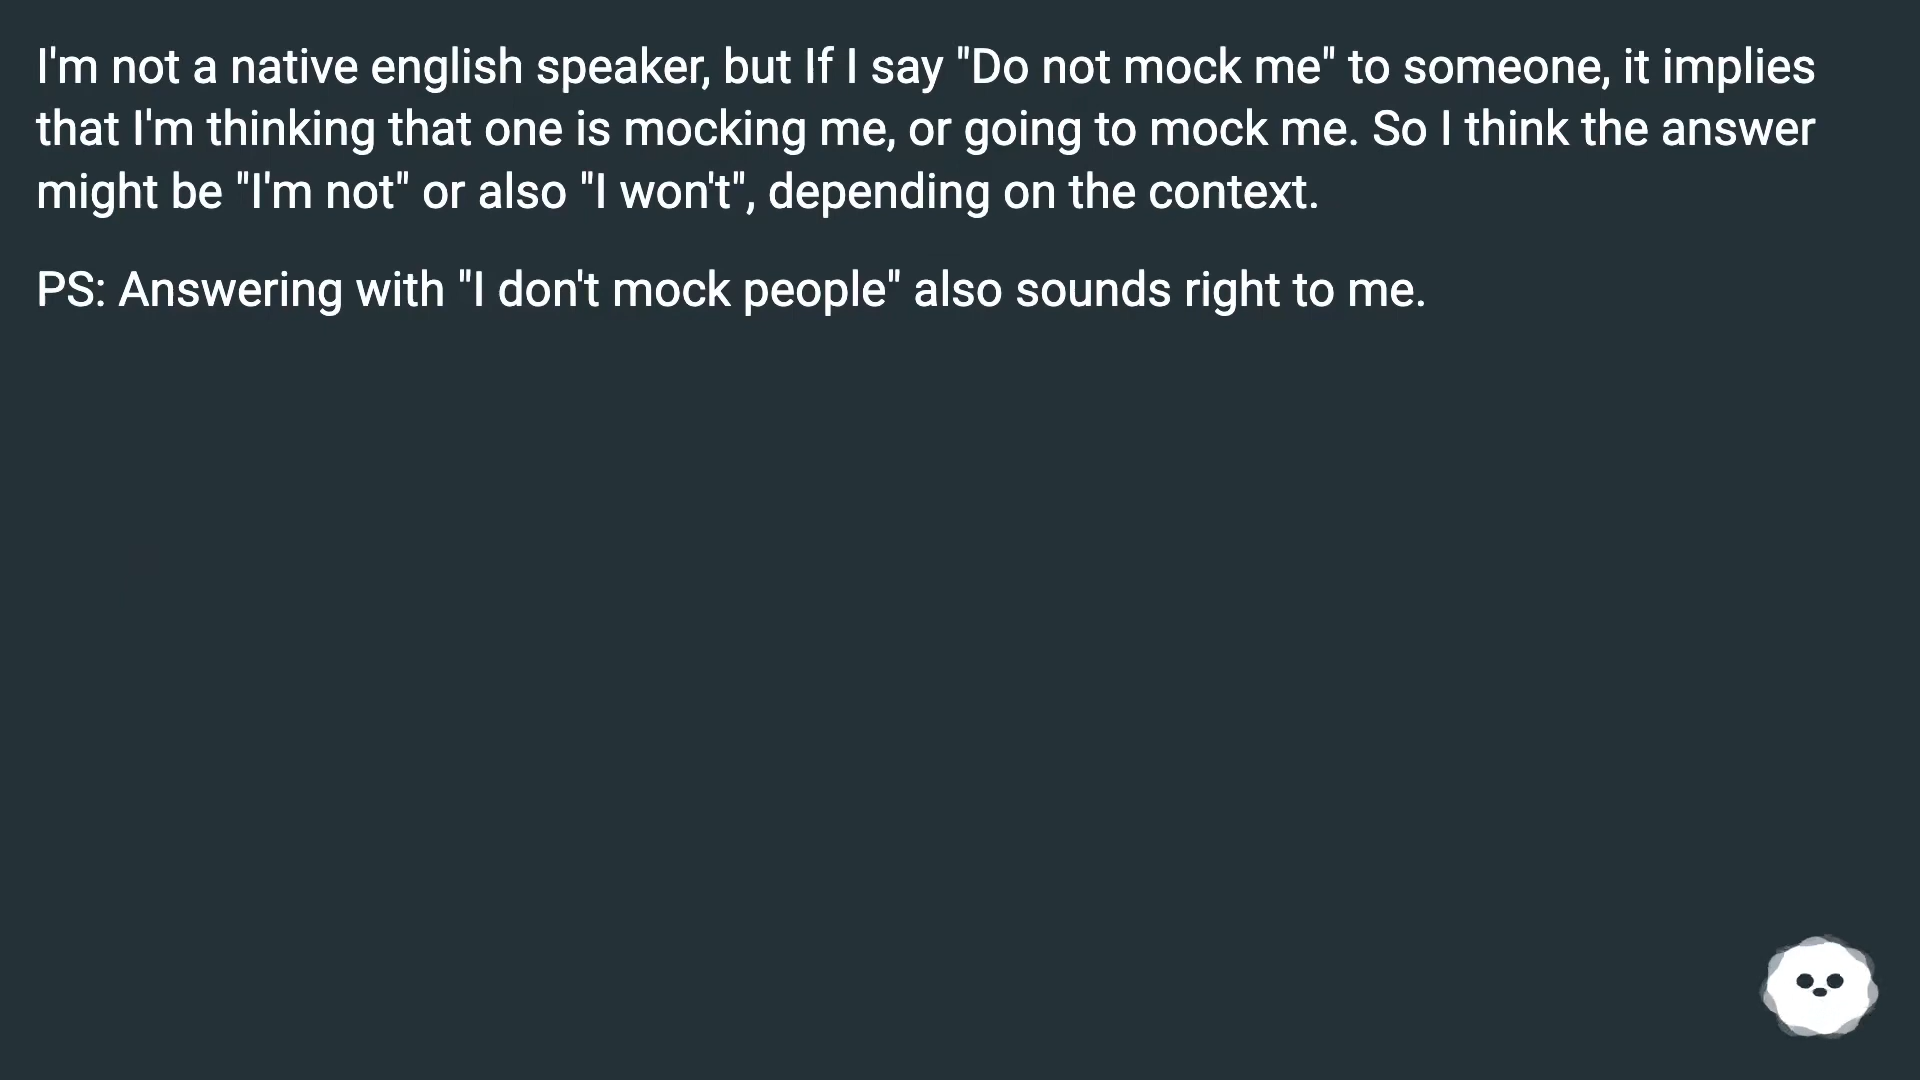 I'm not a native english speaker, but If I say "Do not mock me" to someone, it implies
that I'm thinking that one is mocking me, or going to mock me. So I think the answer
might be "I'm not" or also "I won't", depending on the context.
PS: Answering with "I don't mock people" also sounds right to me.